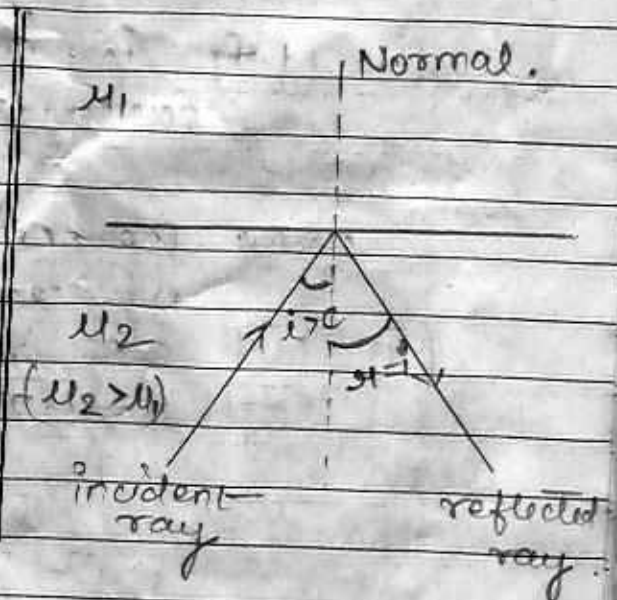 Normal.
μ1
i>c
μ2
r=i
(μ2>μ1)
incident
ray
reflected
ray.